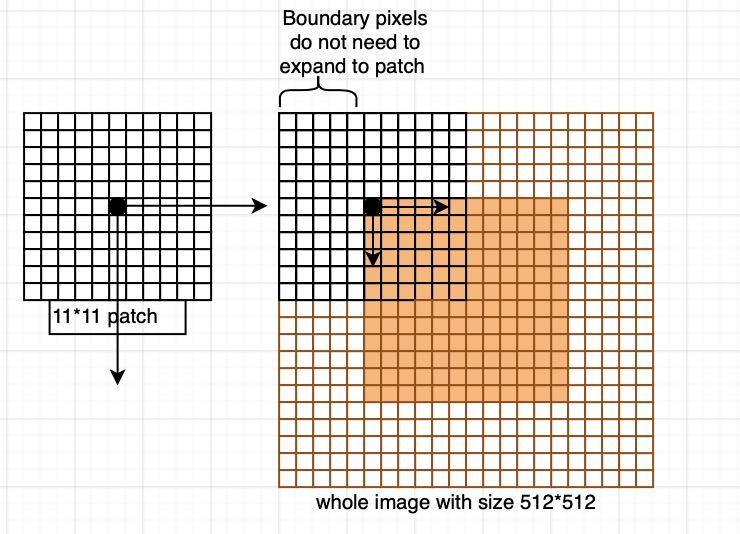 Boundary pixels
do not need to
expand to patch
11*11 patch
whole image with size 512*512